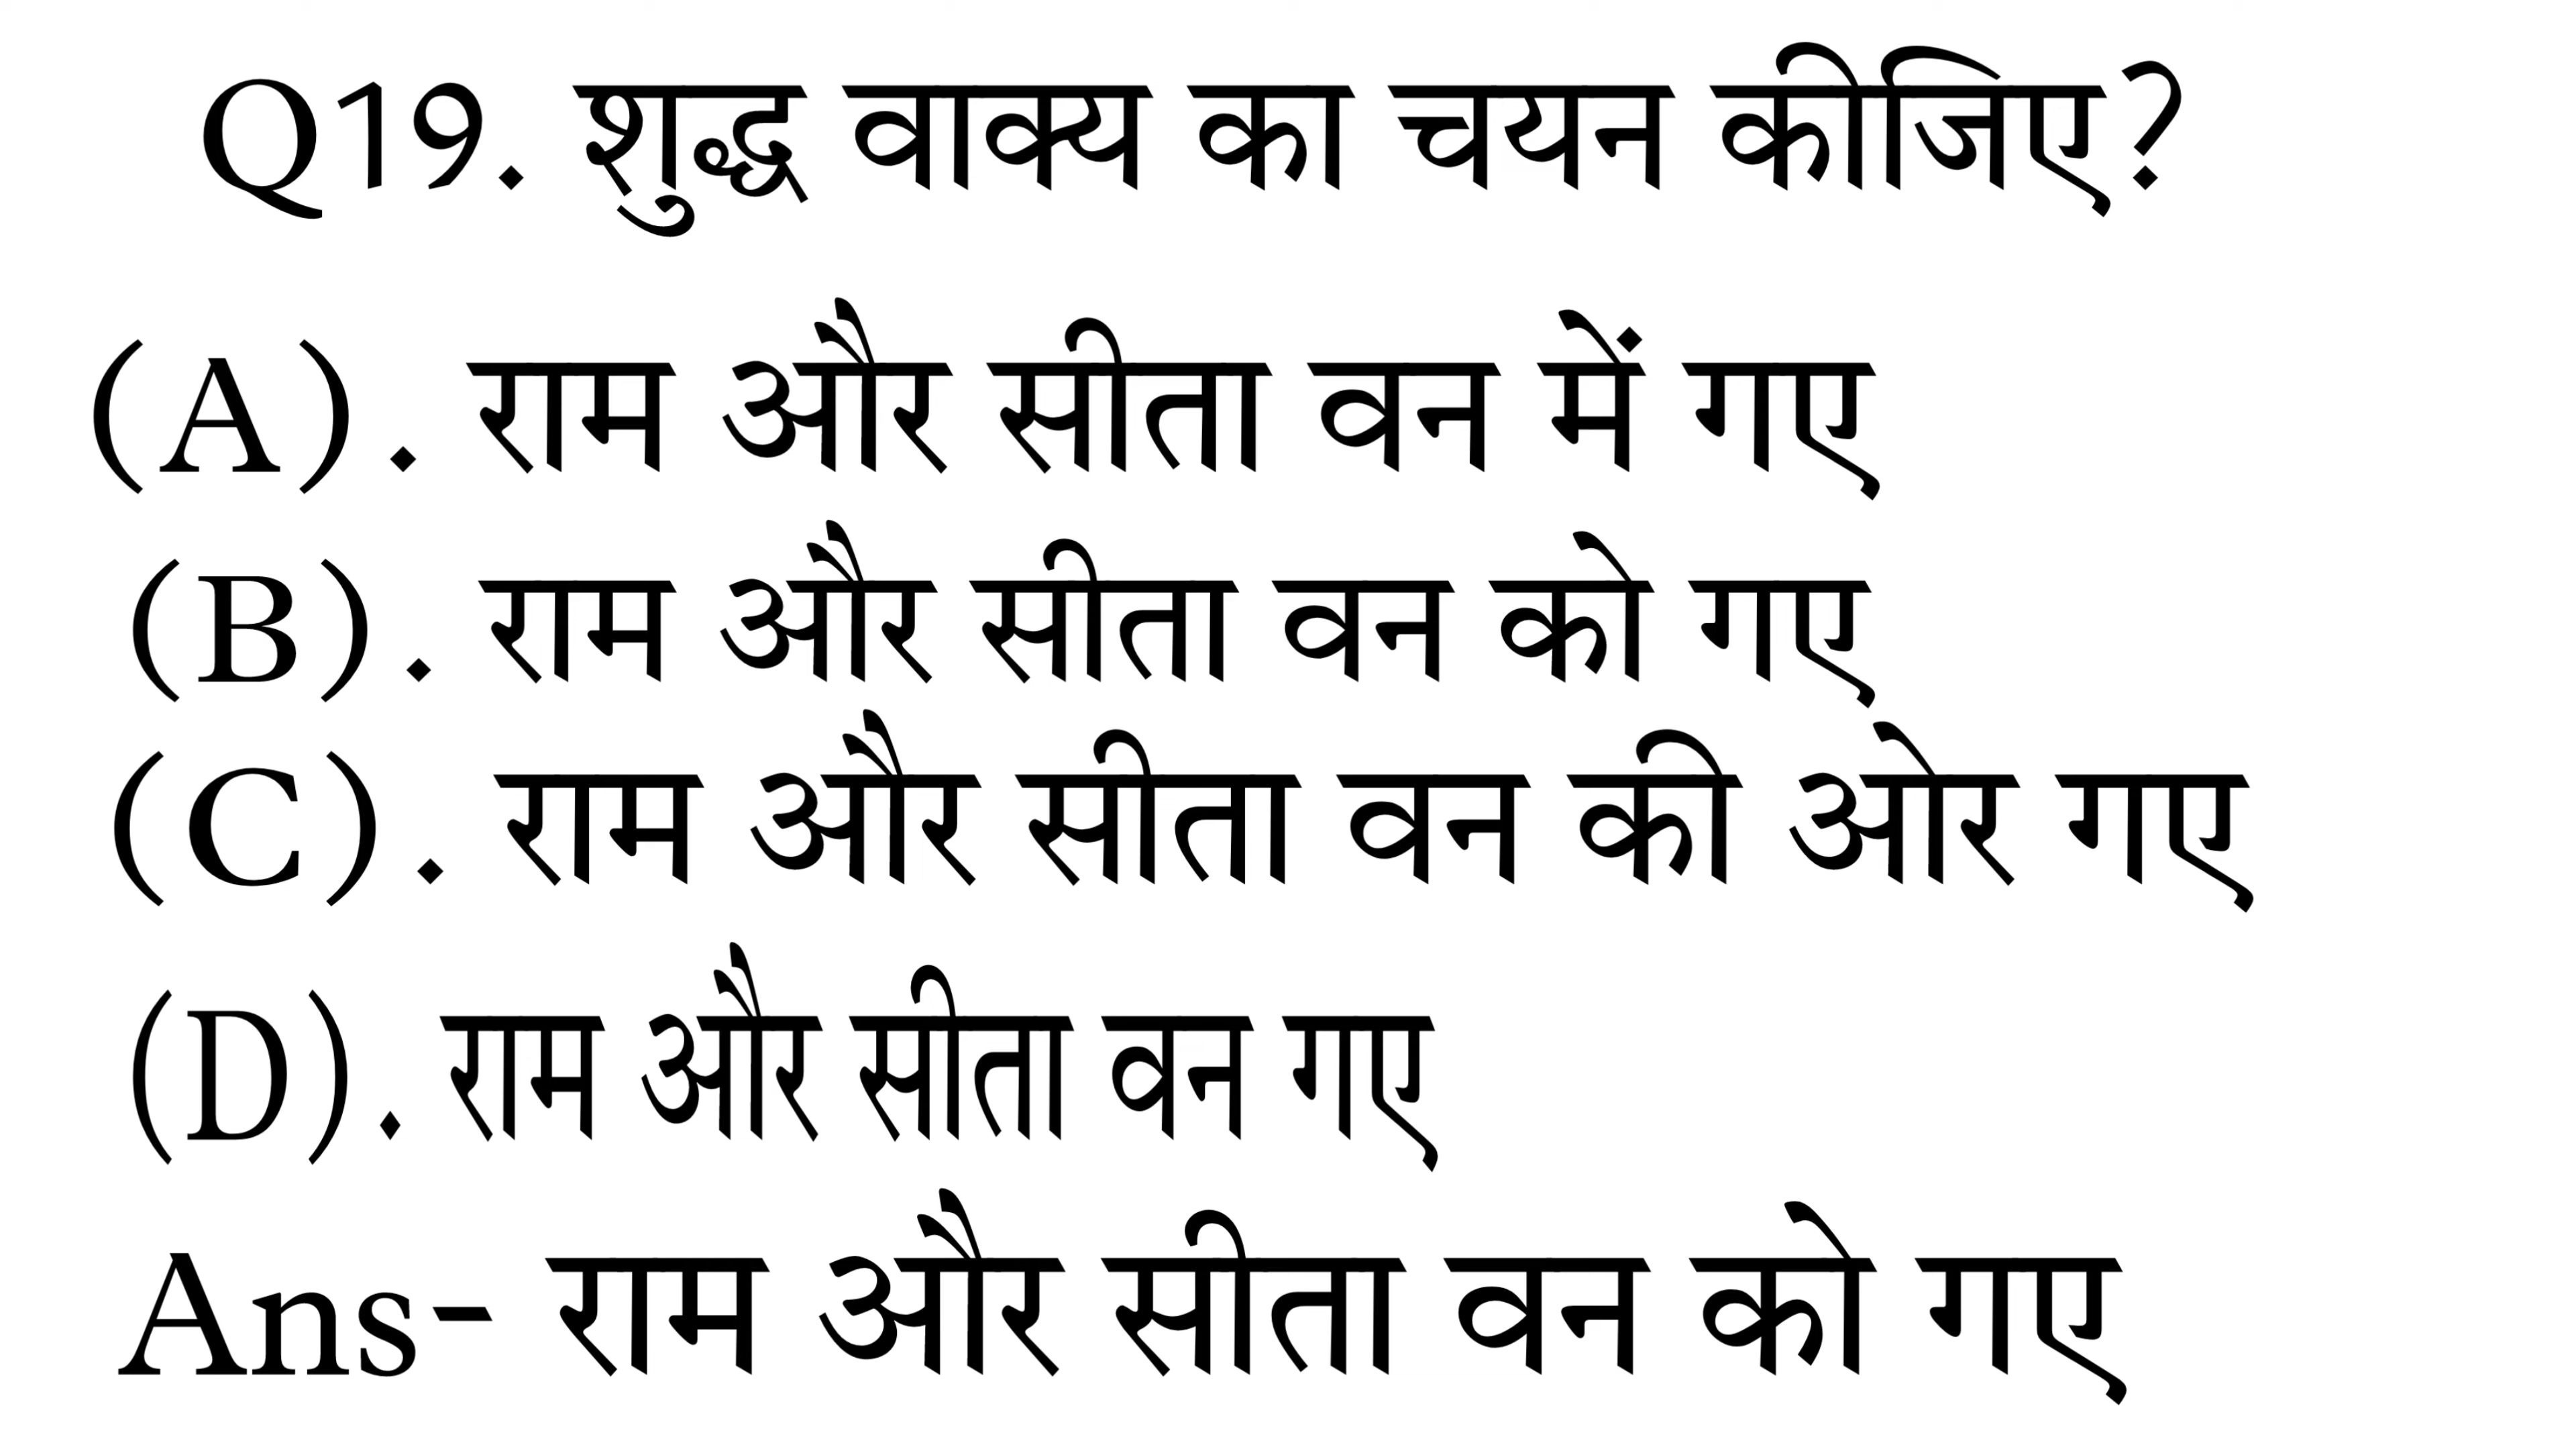 Q19. शुद्ध वाक्य का चयन कीजिए?
(A). राम और सीता वन में गए
(B). राम और सीता वन को गए
(C). राम और सीता वन की ओर गए
(D). राम और सीता वन गए
Ans- राम और सीता वन को गए